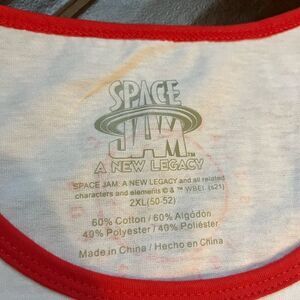 SPACE
JAM™
A NEW LEGACY
SPACE JAM: A NEW LEGACY and all related
characters and elements © & ™ WBEI. (s21)
2XL(50-52)
60% Cotton / 60% Algodón
40% Polyester / 40% Poliéster
Made in China / Hecho en China